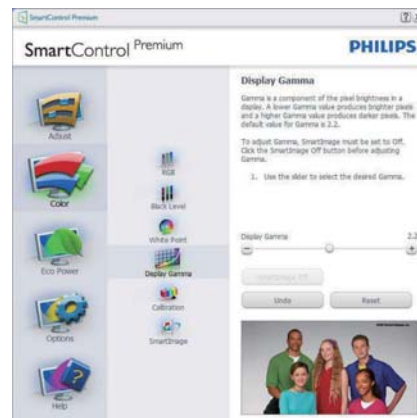 SmartControl Premium
SmartControl Premium
PHILIPS
Adjust
Color
Eco Power
Options
Help
RGB
Black Level
White Point
Display Gamma
Calibration
SmartImage
Display Gamma
Gamma is a component of the pixel brightness in a
display. A lower Gamma value produces brighter pixels
and a higher Gamma value produces darker pixels. The
default value for Gamma is 2.2.
To adjust Gamma, SmartImage must be set to Off.
Click the SmartImage Off button before adjusting
Gamma.
1. Use the slider to select the desired Gamma.
Display Gamma
2.2
SmartImage Off
Undo
Reset